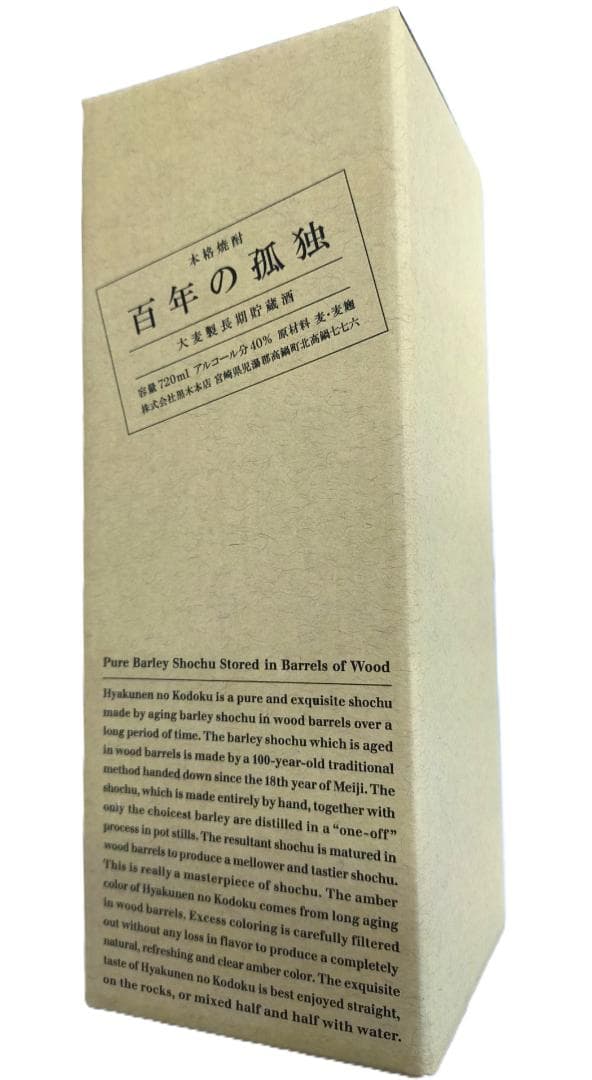 本格焼酎
百年の孤独
大麦製長期貯蔵酒
容量720ml アルコール分40% 原材料 麦・麦麹
株式会社黒木本店 宮崎県児湯郡高鍋町北高鍋七七六
Pure Barley Shochu Stored in Barrels of Wood
Hyakunen no Kodoku is a pure and exquisite shochu
made by aging barley shochu in wood barrels over a
long period of time. The barley shochu which is aged
in wood barrels is made by a 100-year-old traditional
method handed down since the 18th year of Meiji. The
shochu, which is made entirely by hand, together with
only the choicest barley are distilled in a “one-off”
process in pot stills. The resultant shochu is matured in
wood barrels to produce a mellower and tastier shochu.
This is really a masterpiece of shochu. The amber
color of Hyakunen no Kodoku comes from long aging
in wood barrels. Excess coloring is carefully filtered
out without any loss in flavor to produce a completely
natural, refreshing and clear amber color. The exquisite
taste of Hyakunen no Kodoku is best enjoyed straight,
on the rocks, or mixed half and half with water.